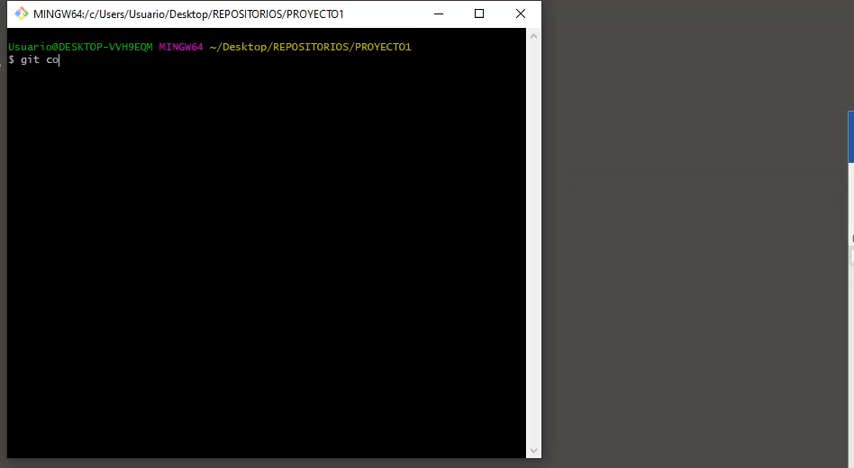 MINGW64:/c/Users/Usuario/Desktop/REPOSITORIOS/PROYECTO1
Usuario@DESKTOP-VVH9EQM MINGW64 ~/Desktop/REPOSITORIOS/PROYECTO1
$ git co